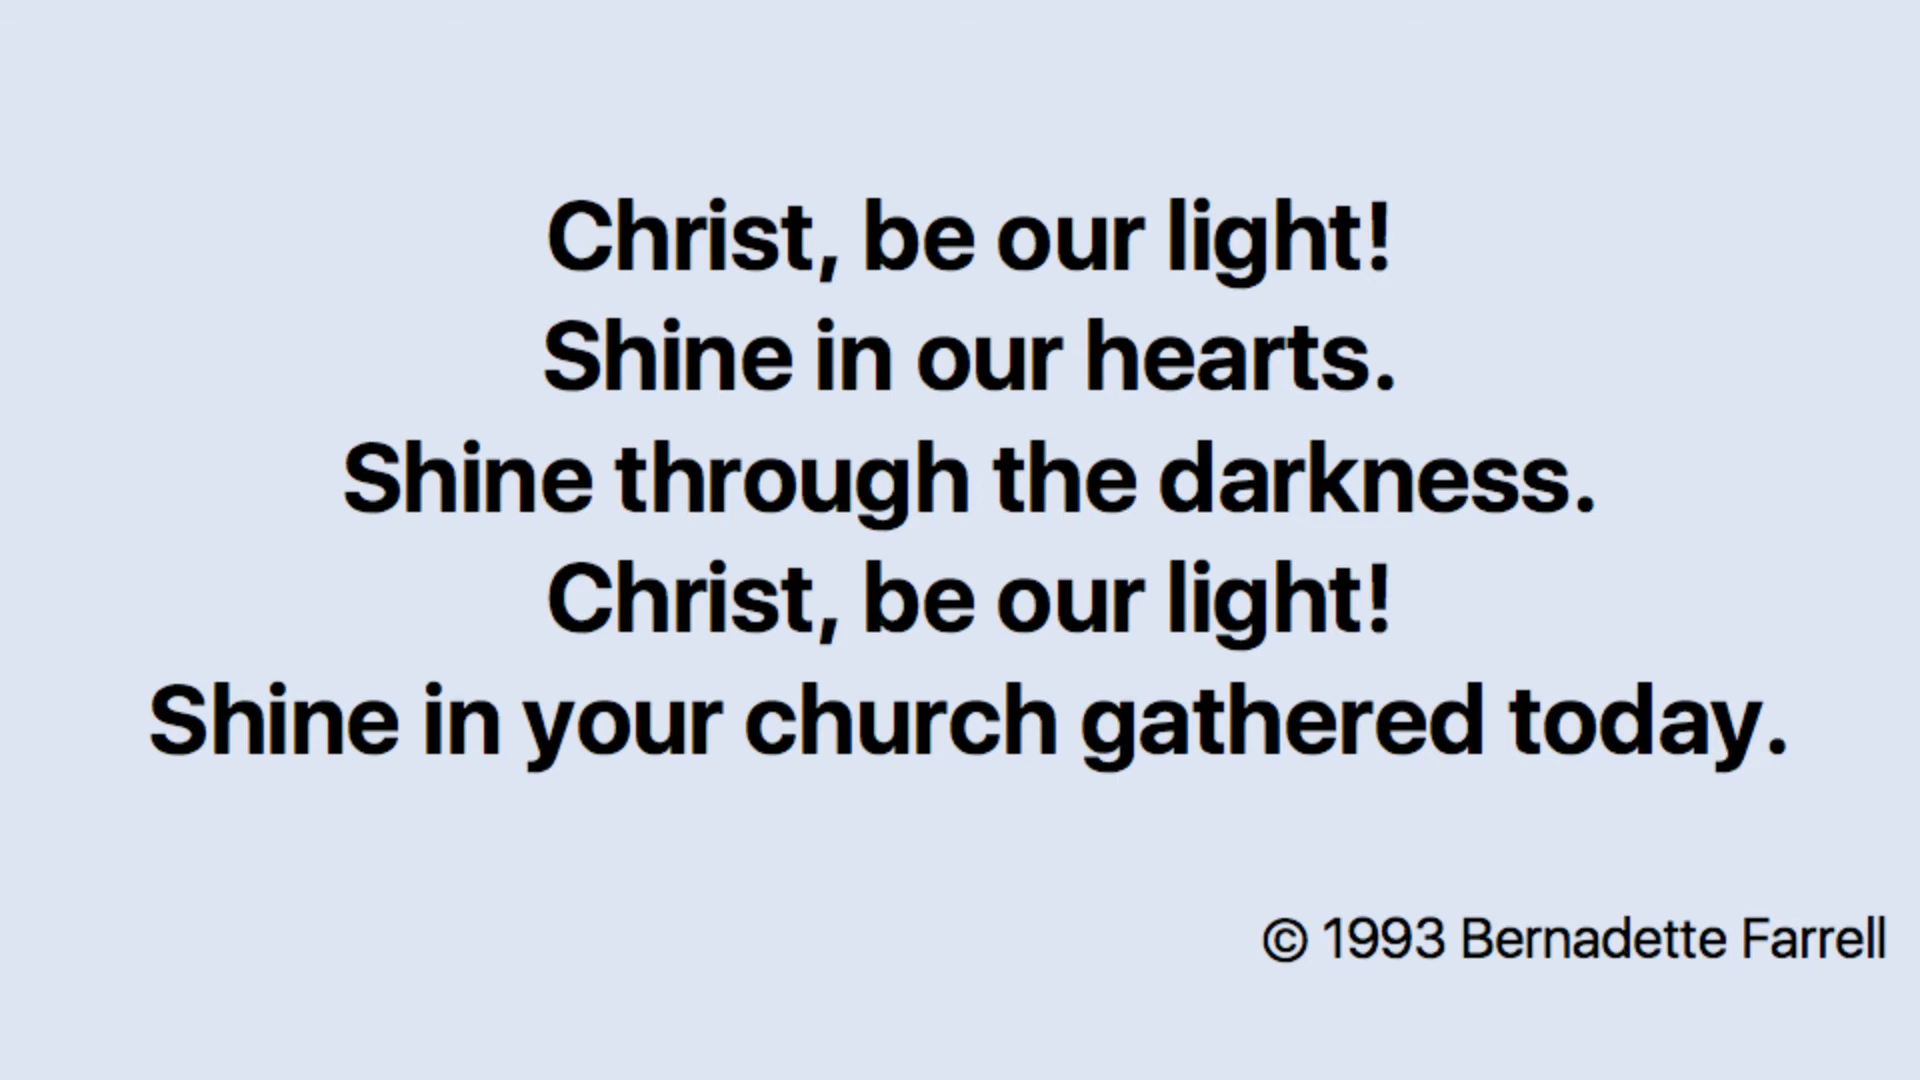 Christ, be our light!
Shine in our hearts.
Shine through the darkness.
Christ, be our light!
Shine in your church gathered today.
© 1993 Bernadette Farrell